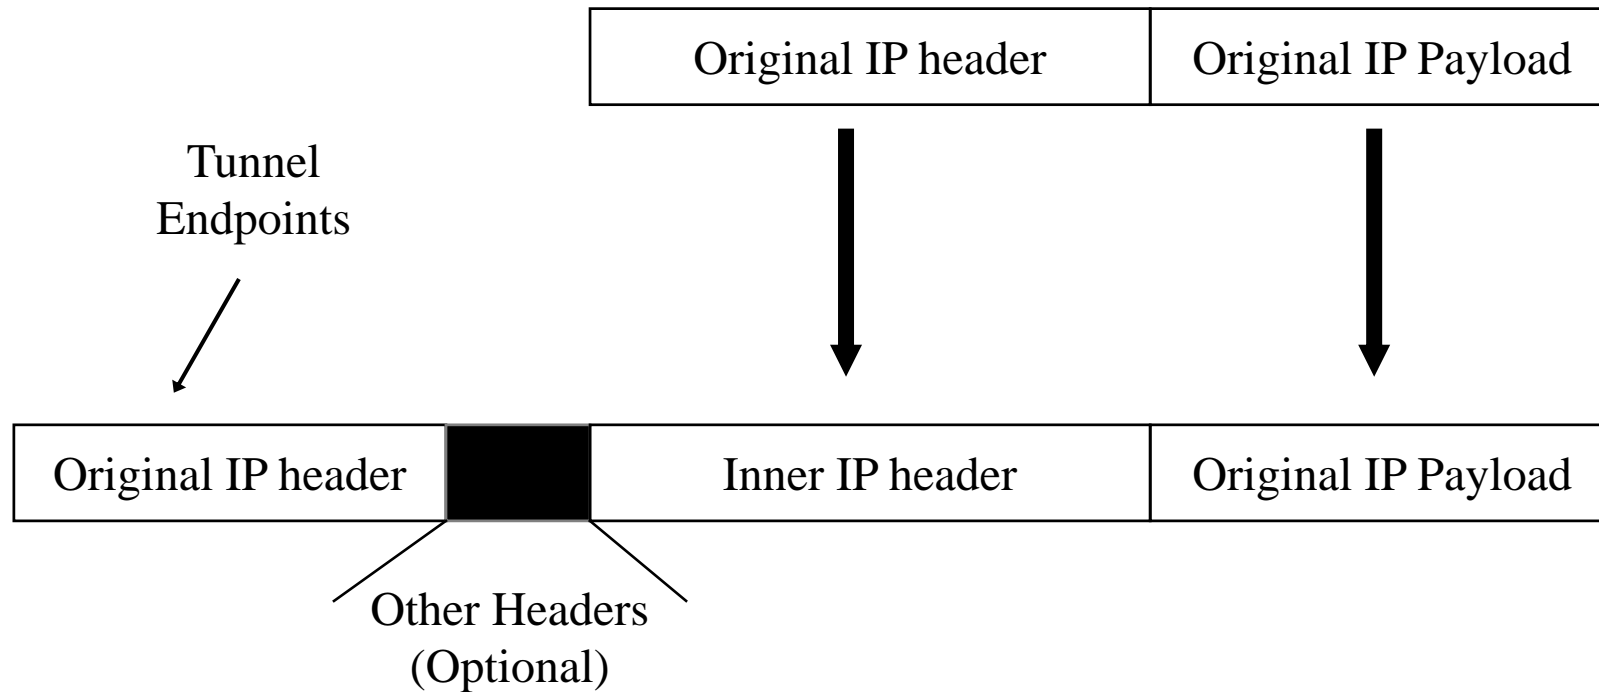 Original IP header
Original IP Payload
Tunnel
Endpoints
Original IP header
Inner IP header
Original IP Payload
Other Headers
(Optional)